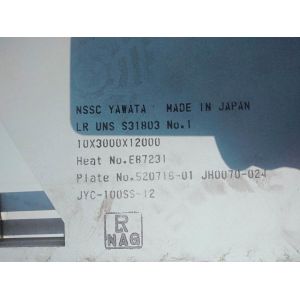 NSSC YAWATA MADE IN JAPAN
LR UNS S31803 No.1
10X3000X12000
Heat No.E87231
Plate No.520716-01 JH0070-024
JYC-100SS-12
LR
NAG